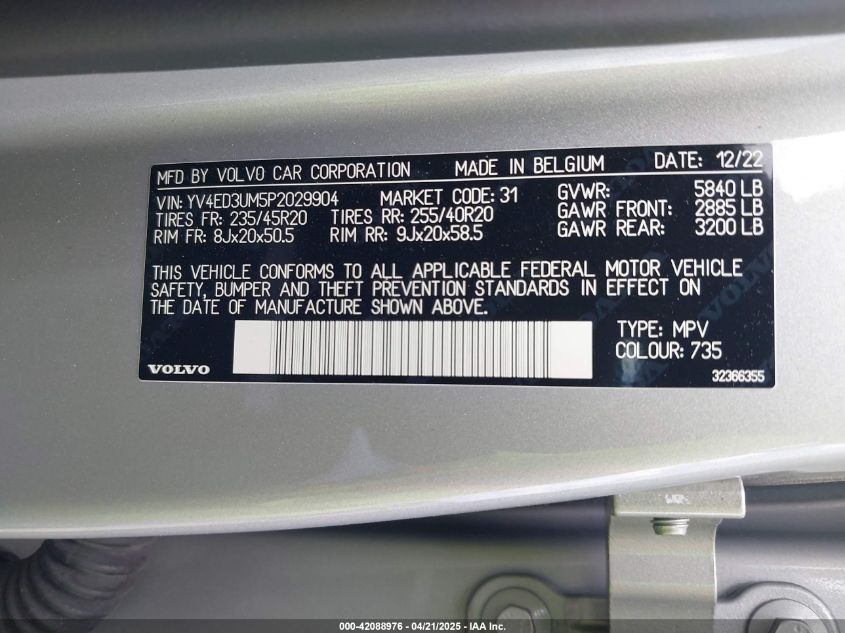 MFD BY VOLVO CAR CORPORATION MADE IN BELGIUM DATE: 12/22
VIN: YV4ED3UM5P2029904 MARKET CODE: 31 GVWR: 5840 LB
TIRES FR: 235/45R20 TIRES RR: 255/40R20 GAWR FRONT: 2885 LB
RIM FR: 8Jx20x50.5 RIM RR: 9Jx20x58.5 GAWR REAR: 3200 LB
THIS VEHICLE CONFORMS TO ALL APPLICABLE FEDERAL MOTOR VEHICLE
SAFETY, BUMPER AND THEFT PREVENTION STANDARDS IN EFFECT ON
THE DATE OF MANUFACTURE SHOWN ABOVE.
TYPE: MPV
COLOUR: 735
VOLVO
32366355
000-42088976 - 04/21/2025 - IAA Inc.